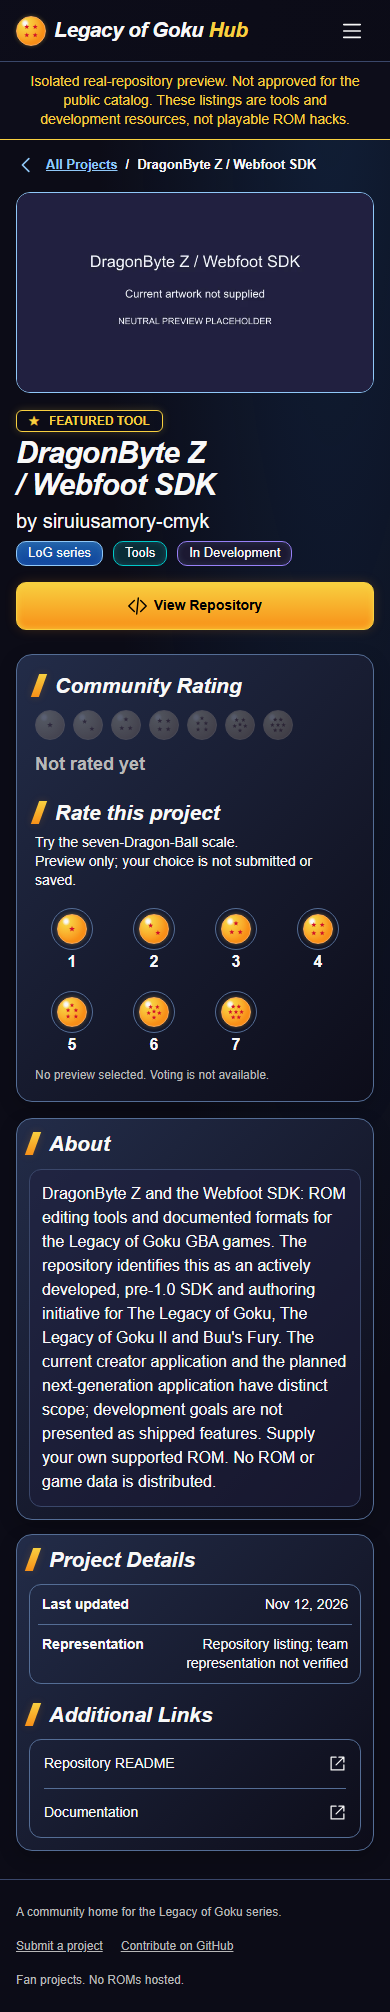 Legacy of Goku Hub
Isolated real-repository preview. Not approved for the
public catalog. These listings are tools and
development resources, not playable ROM hacks.
All Projects / DragonByte Z / Webfoot SDK
DragonByte Z / Webfoot SDK
Current artwork not supplied
NEUTRAL PREVIEW PLACEHOLDER
FEATURED TOOL
DragonByte Z
/ Webfoot SDK
by siruiusamory-cmyk
LoG series Tools In Development
View Repository
Community Rating
Not rated yet
Rate this project
Try the seven-Dragon-Ball scale.
Preview only; your choice is not submitted or
saved.
1 2 3 4
5 6 7
No preview selected. Voting is not available.
About
DragonByte Z and the Webfoot SDK: ROM
editing tools and documented formats for
the Legacy of Goku GBA games. The
repository identifies this as an actively
developed, pre-1.0 SDK and authoring
initiative for The Legacy of Goku, The
Legacy of Goku II and Buu's Fury. The
current creator application and the planned
next-generation application have distinct
scope; development goals are not
presented as shipped features. Supply
your own supported ROM. No ROM or
game data is distributed.
Project Details
Last updated Nov 12, 2026
Representation Repository listing; team
representation not verified
Additional Links
Repository README
Documentation
A community home for the Legacy of Goku series.
Submit a project Contribute on GitHub
Fan projects. No ROMs hosted.